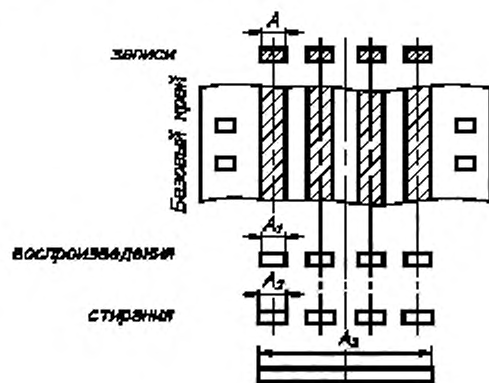 A
записи
Базовый край
A₁
воспроизведения
A₂
стирания
A₃